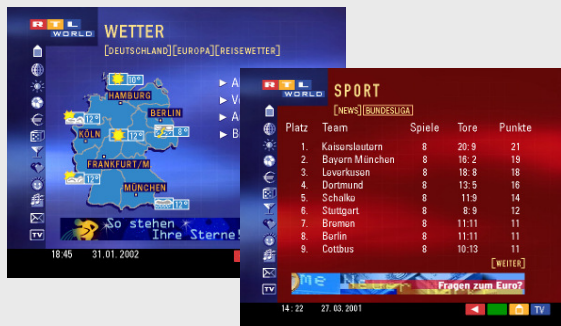 RTL
WORLD
WETTER
[DEUTSCHLAND][EUROPA][REISEWETTER]
10°
HAMBURG
12°
BERLIN
8°
KÖLN
12°
FRANKFURT/M
12°
MÜNCHEN
12°
So stehen
Ihre Sterne!
TV
18:45 31.01.2002
RTL
WORLD
SPORT
[NEWS][BUNDESLIGA]
Platz Team Spiele Tore Punkte
1. Kaiserslautern 8 20:9 21
2. Bayern München 8 16:2 19
3. Leverkusen 8 18:8 18
4. Dortmund 8 13:5 16
5. Schalke 8 11:9 14
6. Stuttgart 8 8:9 12
7. Bremen 8 11:11 11
8. Berlin 8 11:11 11
9. Cottbus 8 10:13 11
[WEITER]
Fragen zum Euro?
TV
14:22 27.03.2001
TV